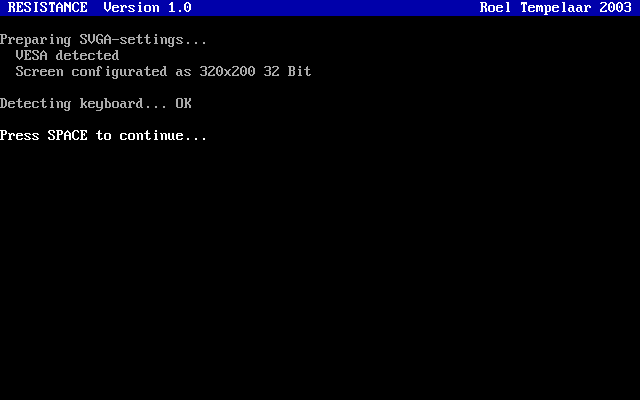 RESISTANCE  Version 1.0 Roel Tempelaar 2003
Preparing SVGA-settings...
VESA detected
Screen configurated as 320x200 32 Bit
Detecting keyboard... OK
Press SPACE to continue...